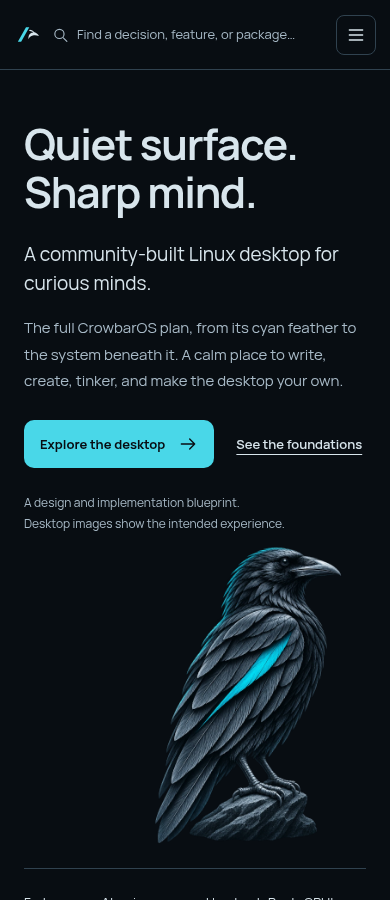 Find a decision, feature, or package...
Quiet surface.
Sharp mind.
A community-built Linux desktop for
curious minds.
The full CrowbarOS plan, from its cyan feather to
the system beneath it. A calm place to write,
create, tinker, and make the desktop your own.
Explore the desktop
See the foundations
A design and implementation blueprint.
Desktop images show the intended experience.